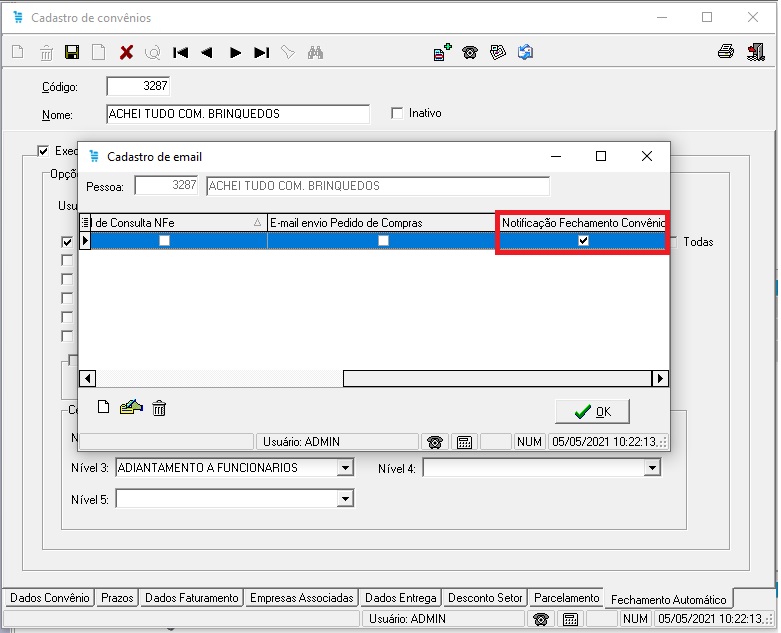 Cadastro de convênios
Código: 3287
Nome: ACHEI TUDO COM. BRINQUEDOS Inativo
Exec
Opçõ
Usu
Todas
Cadastro de email
Pessoa: 3287 ACHEI TUDO COM. BRINQUEDOS
l de Consulta NFe E-mail envio Pedido de Compras Notificação Fechamento Convênio
OK
Usuário: ADMIN NUM 05/05/2021 10:22:13
Ce
N
Nível 3: ADIANTAMENTO A FUNCIONARIOS Nível 4:
Nível 5:
Dados Convênio Prazos Dados Faturamento Empresas Associadas Dados Entrega Desconto Setor Parcelamento Fechamento Automático
Usuário: ADMIN NUM 05/05/2021 10:22:13